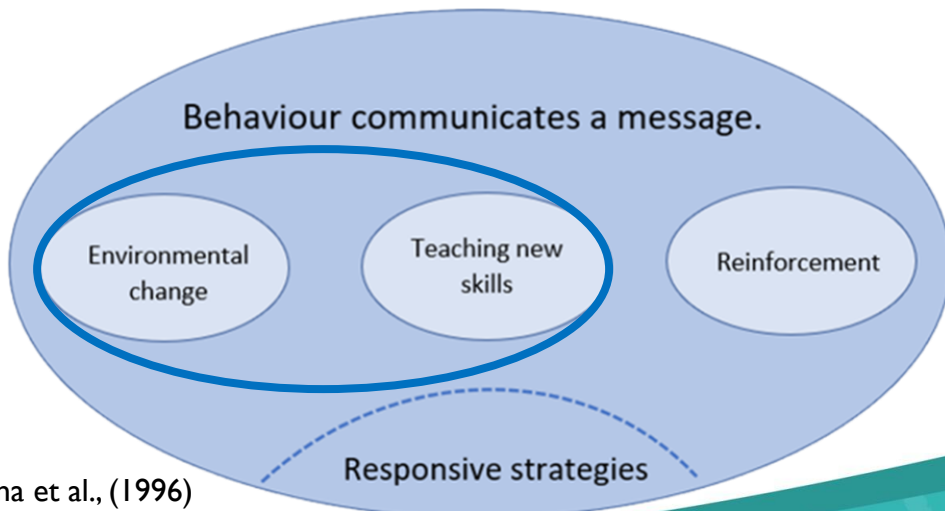 Behaviour communicates a message.
Environmental
change
Teaching new
skills
Reinforcement
Responsive strategies
et al., (1996)